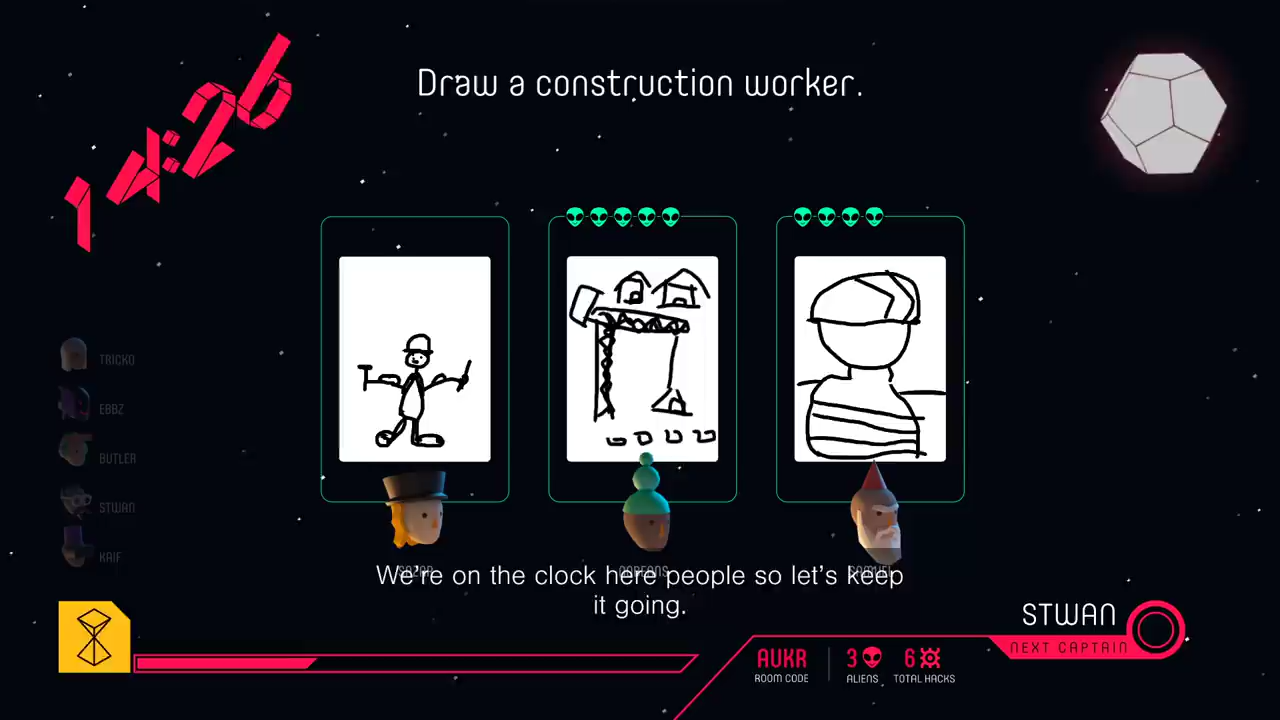 14:26
Draw a construction worker.
TRICKO
EBBZ
BUTLER
STWAN
KAIF
We're on the clock here people so let's keep
it going.
STWAN
NEXT CAPTAIN
AUKR
ROOM CODE
3
ALIENS
6
TOTAL HACKS